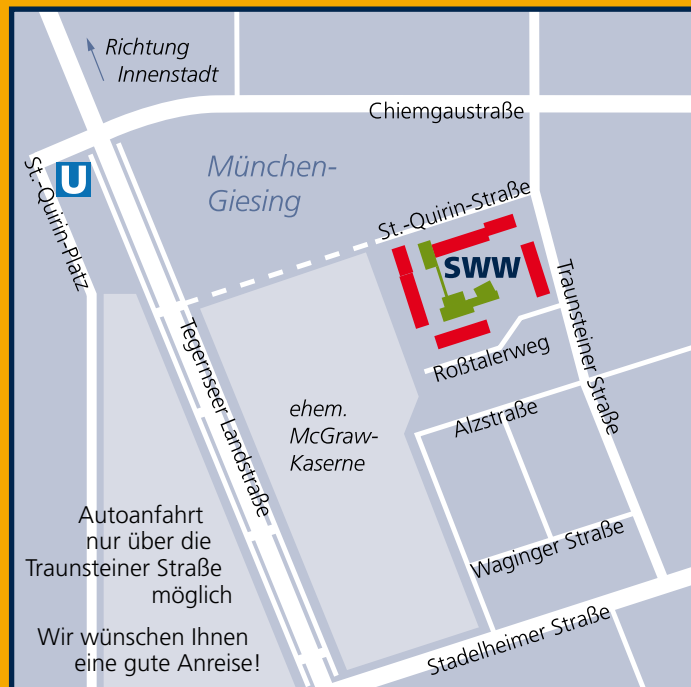 Richtung
Innenstadt
Chiemgaustraße
München-
Giesing
St.-Quirin-Platz
U
St.-Quirin-Straße
SWW
Traunsteiner Straße
Roßtalerweg
Tegernseer Landstraße
ehem.
McGraw-
Kaserne
Alzstraße
Waginger Straße
Stadelheimer Straße
Autoanfahrt
nur über die
Traunsteiner Straße
möglich
Wir wünschen Ihnen
eine gute Anreise!